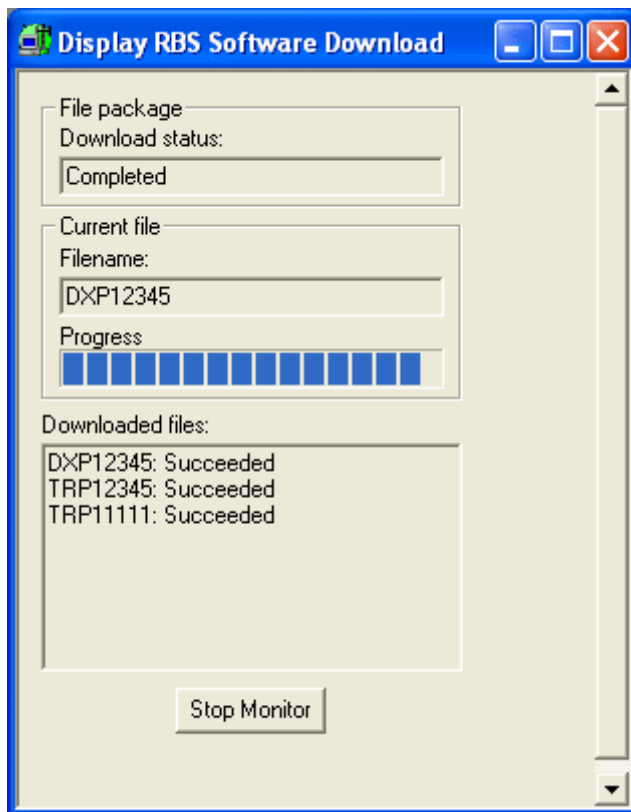 Display RBS Software Download
File package
Download status:
Completed
Current file
Filename:
DXP12345
Progress
Downloaded files:
DXP12345: Succeeded
TRP12345: Succeeded
TRP11111: Succeeded
Stop Monitor